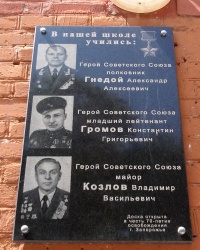 В нашей школе
учились:
Герой Советского Союза
полковник
Гнедой Александр
Алексеевич
Герой Советского Союза
младший лейтенант
Громов Константин
Григорьевич
Герой Советского Союза
майор
Козлов Владимир
Васильевич
Доска открыта
в честь 70-летия
освобождения
г. Запорожье